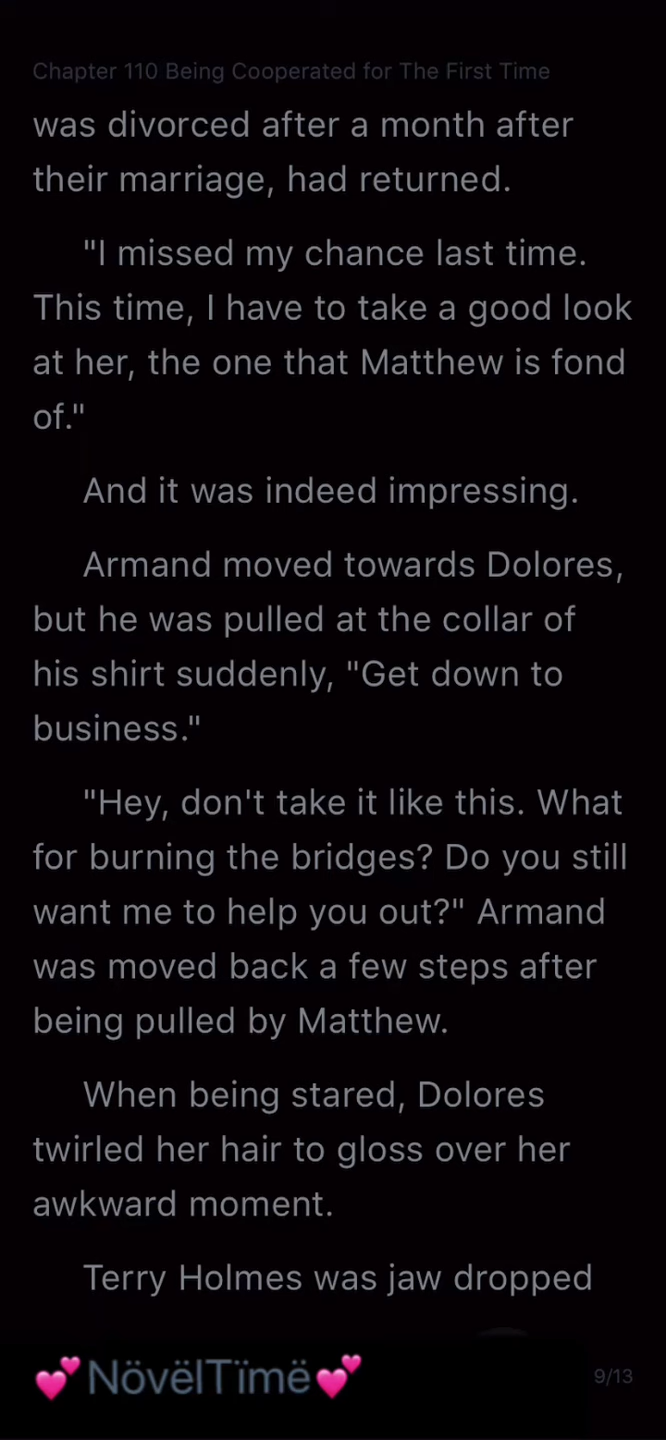 Chapter 110 Being Cooperated for The First Time
was divorced after a month after
their marriage, had returned.
"I missed my chance last time.
This time, I have to take a good look
at her, the one that Matthew is fond
of."
And it was indeed impressing.
Armand moved towards Dolores,
but he was pulled at the collar of
his shirt suddenly, "Get down to
business."
"Hey, don't take it like this. What
for burning the bridges? Do you still
want me to help you out?" Armand
was moved back a few steps after
being pulled by Matthew.
When being stared, Dolores
twirled her hair to gloss over her
awkward moment.
Terry Holmes was jaw dropped
💕NövëlTïmë💕
9/13